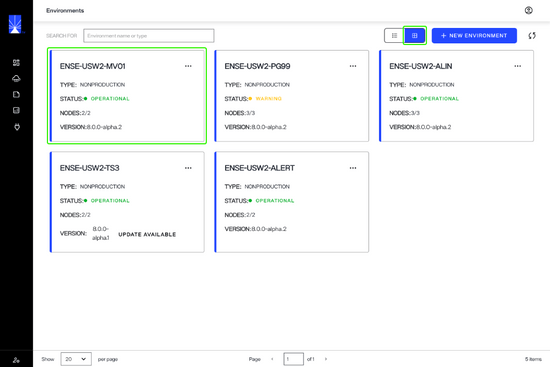 Environments
SEARCH FOR Environment name or type + NEW ENVIRONMENT
ENSE-USW2-MV01 ...
TYPE: NONPRODUCTION
STATUS: OPERATIONAL
NODES:2/2
VERSION:8.0.0-alpha.2
ENSE-USW2-PG99 ...
TYPE: NONPRODUCTION
STATUS: WARNING
NODES:3/3
VERSION:8.0.0-alpha.2
ENSE-USW2-ALIN ...
TYPE: NONPRODUCTION
STATUS: OPERATIONAL
NODES:3/3
VERSION:8.0.0-alpha.2
ENSE-USW2-TS3 ...
TYPE: NONPRODUCTION
STATUS: OPERATIONAL
NODES:2/2
VERSION: 8.0.0-
alpha.1 UPDATE AVAILABLE
ENSE-USW2-ALERT ...
TYPE: NONPRODUCTION
STATUS: OPERATIONAL
NODES:2/2
VERSION:8.0.0-alpha.2
Show 20 per page Page < 1 of 1 > 5 items